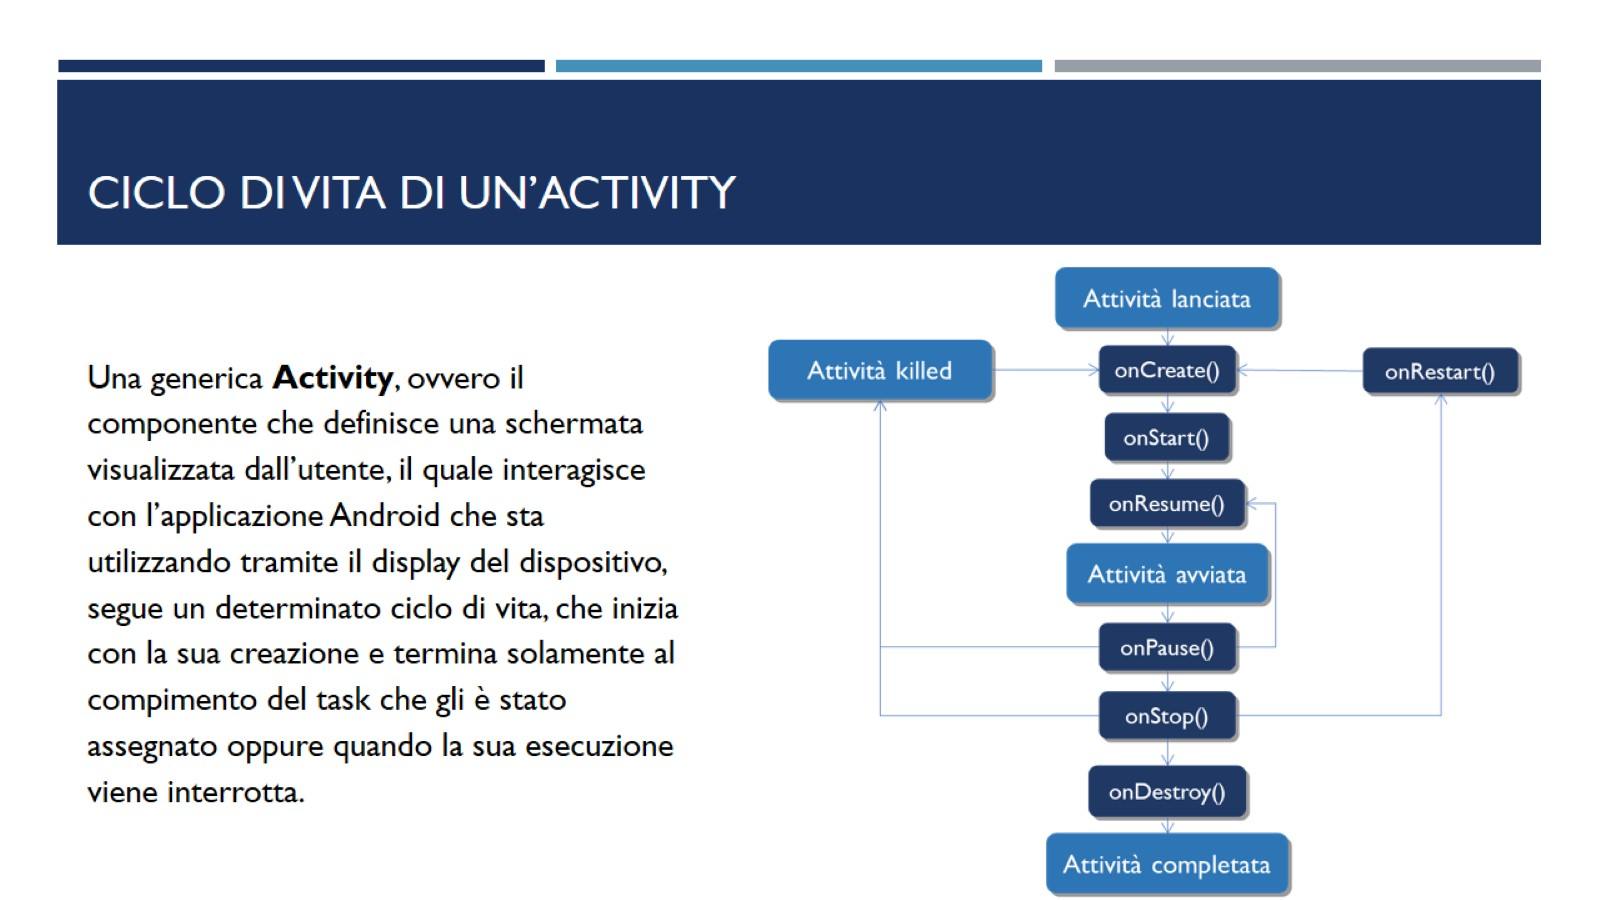 CICLO DI VITA DI UN’ACTIVITY
Una generica Activity, ovvero il
componente che definisce una schermata
visualizzata dall’utente, il quale interagisce
con l’applicazione Android che sta
utilizzando tramite il display del dispositivo,
segue un determinato ciclo di vita, che inizia
con la sua creazione e termina solamente al
compimento del task che gli è stato
assegnato oppure quando la sua esecuzione
viene interrotta.
Attività lanciata
Attività killed
onCreate()
onRestart()
onStart()
onResume()
Attività avviata
onPause()
onStop()
onDestroy()
Attività completata